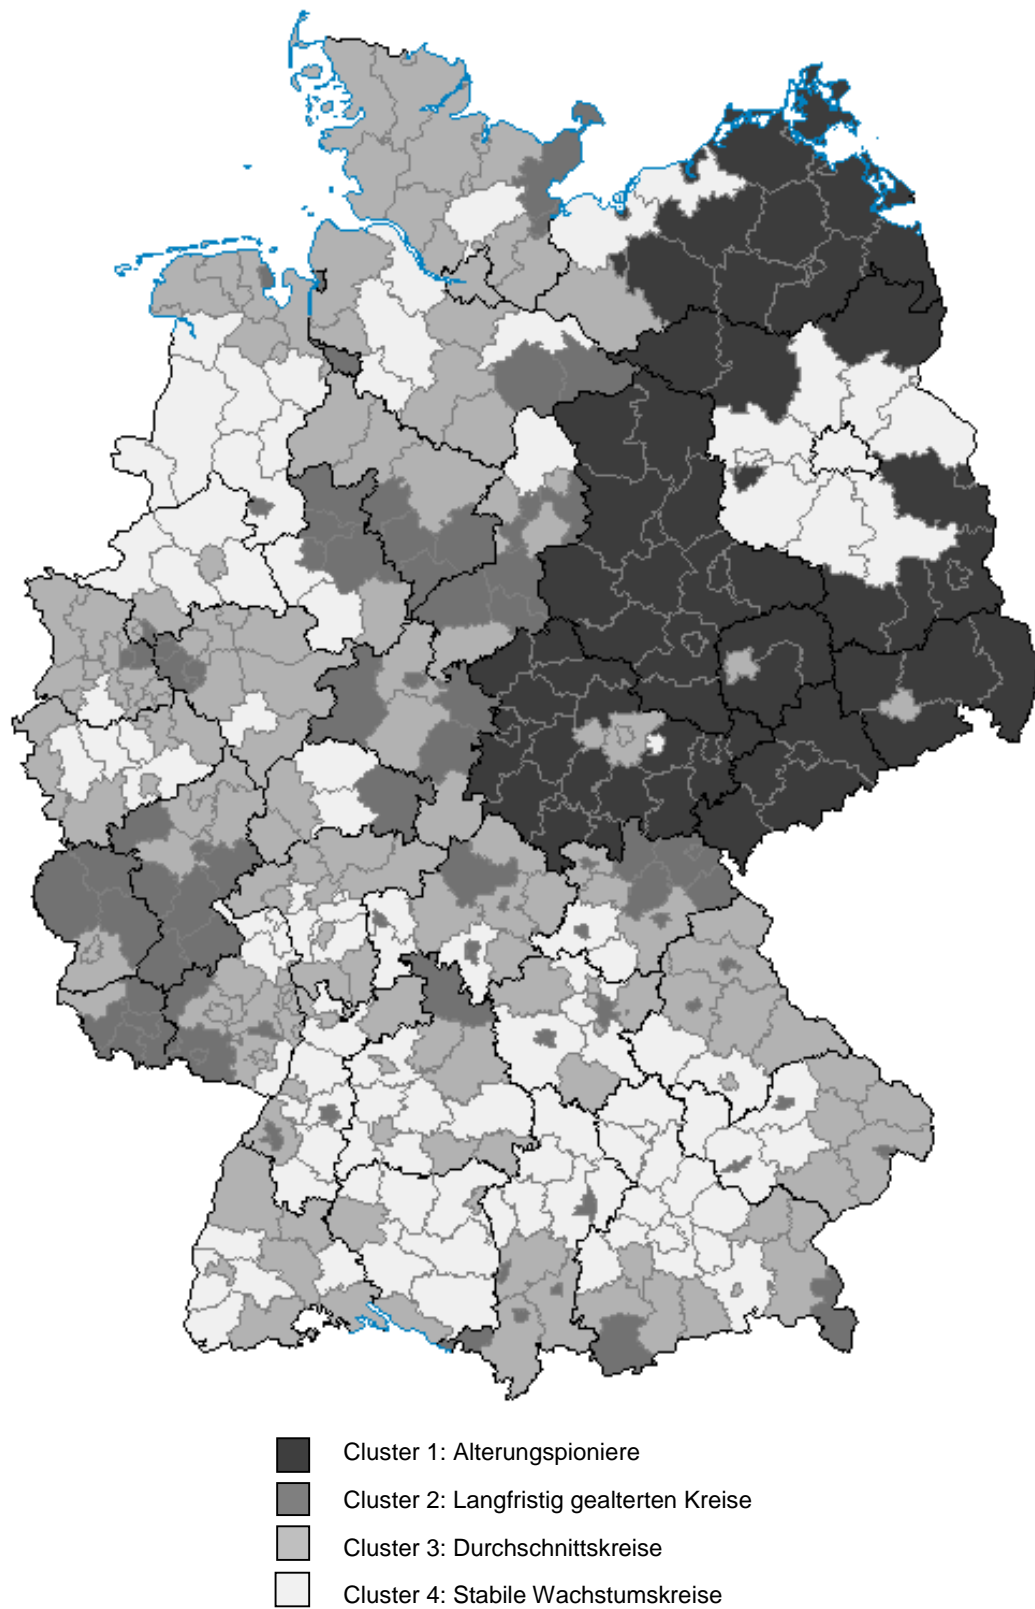 Cluster 1: Alterungspioniere
Cluster 2: Langfristig gealterten Kreise
Cluster 3: Durchschnittskreise
Cluster 4: Stabile Wachstumskreise